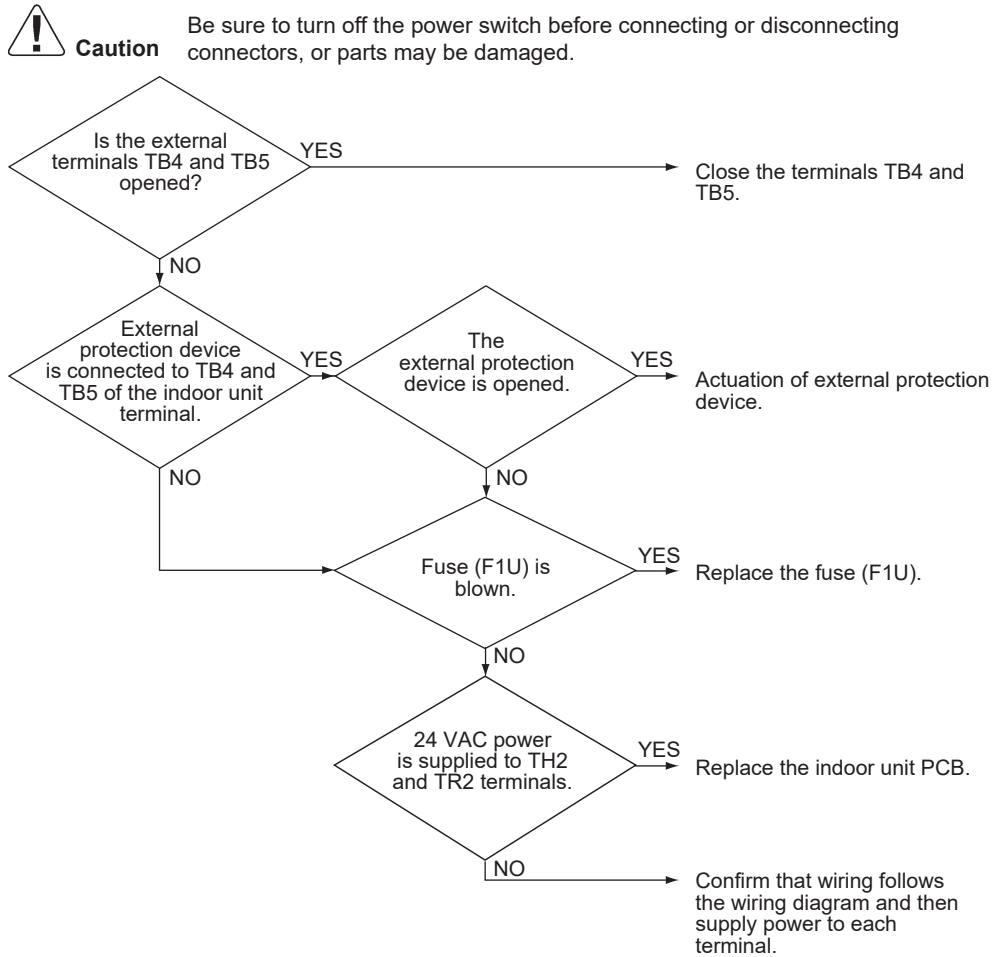 Caution
Be sure to turn off the power switch before connecting or disconnecting
connectors, or parts may be damaged.
Is the external
terminals TB4 and TB5
opened?
YES
Close the terminals TB4 and
TB5.
NO
External
protection device
is connected to TB4 and
TB5 of the indoor unit
terminal.
YES
The
external protection
device is opened.
YES
Actuation of external protection
device.
NO
NO
Fuse (F1U) is
blown.
YES
Replace the fuse (F1U).
NO
24 VAC power
is supplied to TH2
and TR2 terminals.
YES
Replace the indoor unit PCB.
NO
Confirm that wiring follows
the wiring diagram and then
supply power to each
terminal.